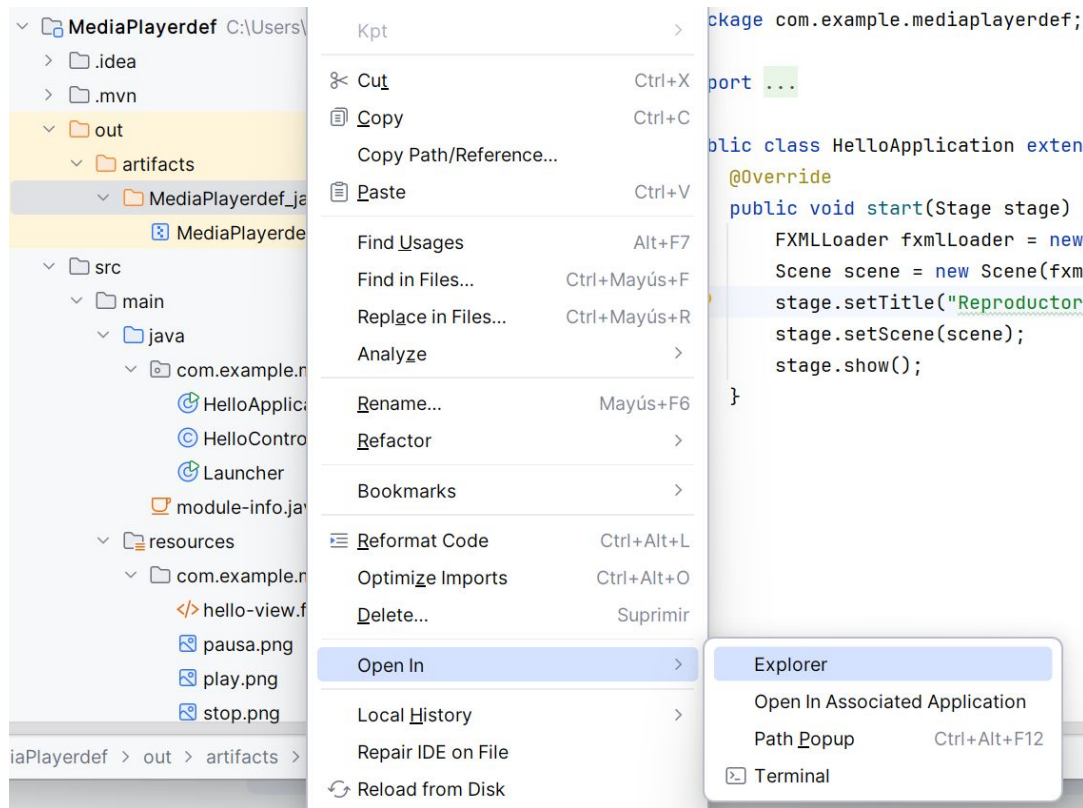 MediaPlayerdef C:\Users\
.idea
.mvn
out
artifacts
MediaPlayerdef_ja
MediaPlayerde
src
main
java
com.example.n
HelloApplica
HelloContro
Launcher
module-info.jav
resources
com.example.n
</> hello-view.f
pausa.png
play.png
stop.png
iaPlayerdef > out > artifacts >
Kpt
Cut Ctrl+X
Copy Ctrl+C
Copy Path/Reference...
Paste Ctrl+V
Find Usages Alt+F7
Find in Files... Ctrl+Mayús+F
Replace in Files... Ctrl+Mayús+R
Analyze
Rename... Mayús+F6
Refactor
Bookmarks
Reformat Code Ctrl+Alt+L
Optimize Imports Ctrl+Alt+O
Delete... Suprimir
Open In
Local History
Repair IDE on File
Reload from Disk
Explorer
Open In Associated Application
Path Popup Ctrl+Alt+F12
Terminal
ckage com.example.mediaplayerdef;
port ...
blic class HelloApplication exten
@Override
public void start(Stage stage)
FXMLLoader fxmlLoader = new
Scene scene = new Scene(fxm
stage.setTitle("Reproductor
stage.setScene(scene);
stage.show();
}